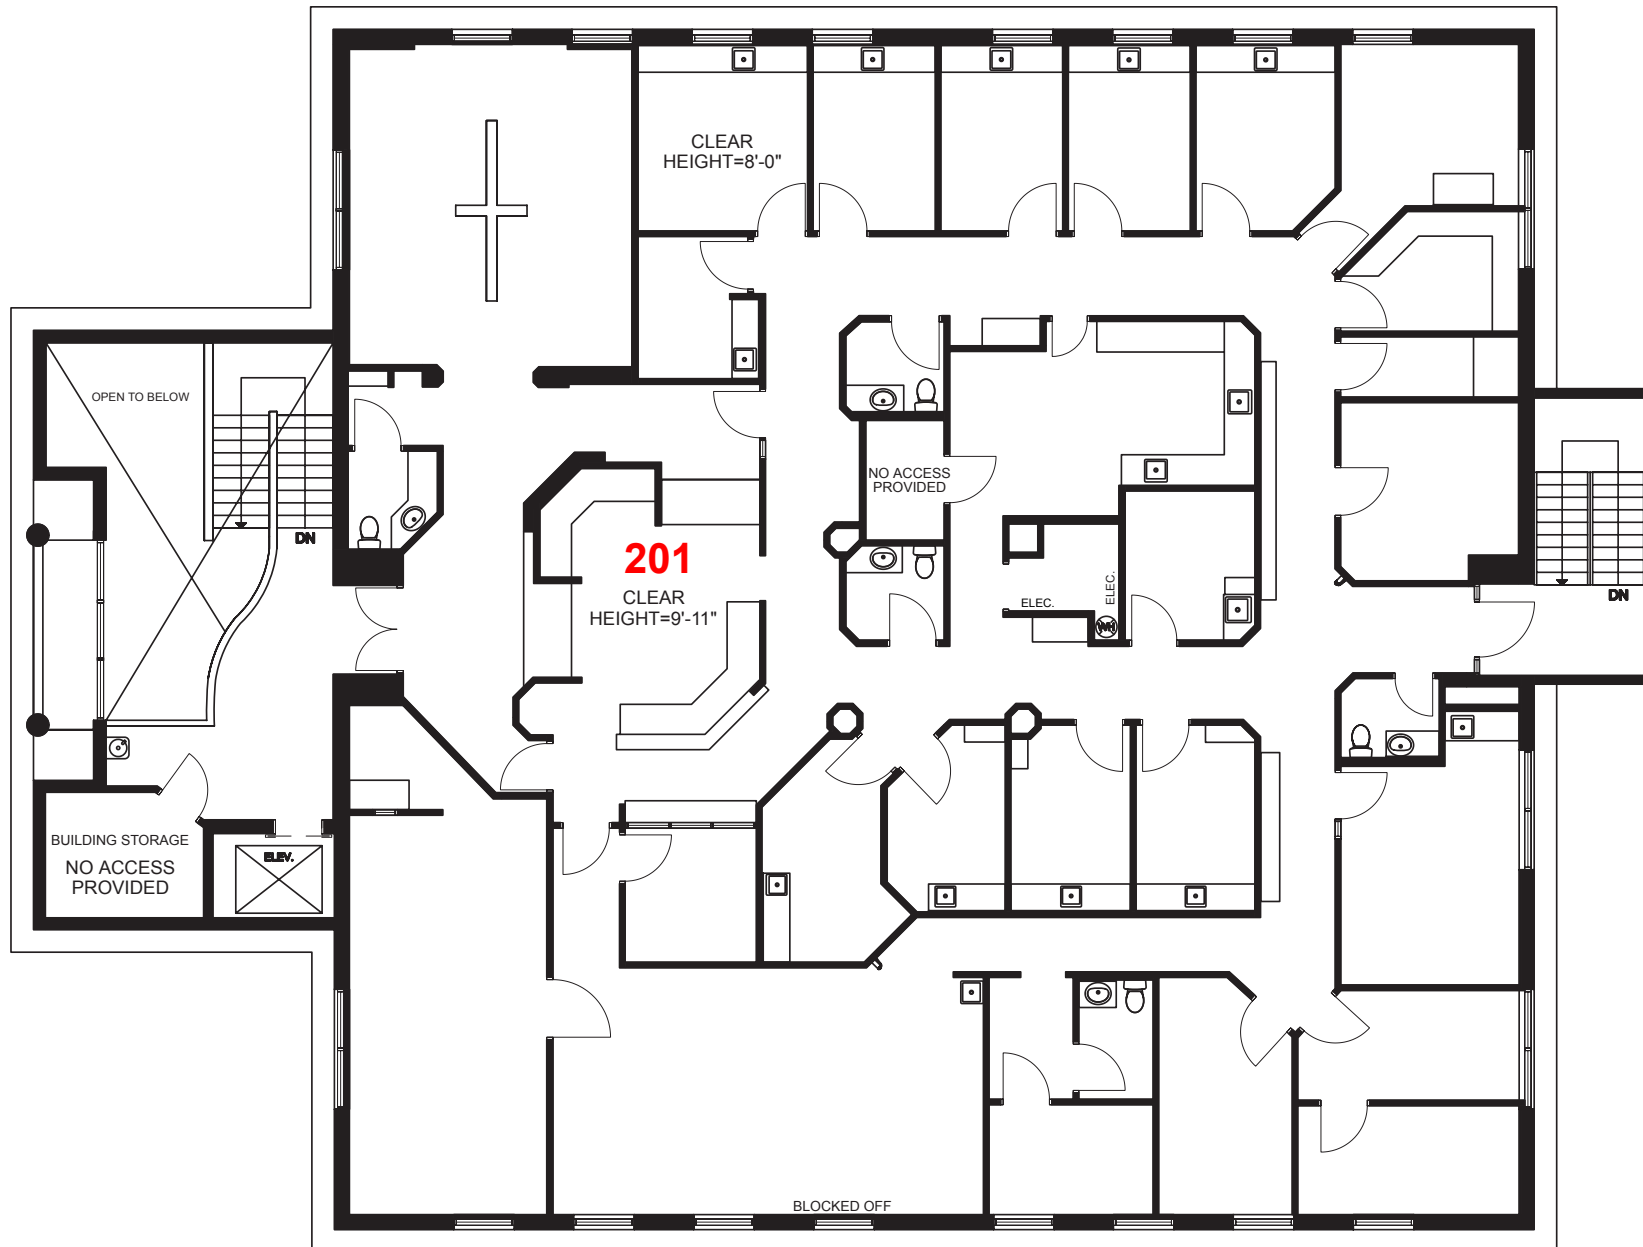 CLEAR
HEIGHT=8'-0"
OPEN TO BELOW
DN
NO ACCESS
PROVIDED
201
CLEAR
HEIGHT=9'-11"
ELEC.
ELEC.
WH
DN
BUILDING STORAGE
NO ACCESS
PROVIDED
ELEV.
BLOCKED OFF